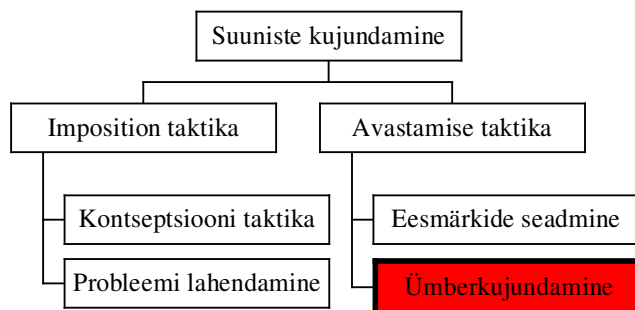 Suuniste kujundamine
Imposition taktika
Avastamise taktika
Kontseptsiooni taktika
Eesmärkide seadmine
Probleemi lahendamine
Ümberkujundamine